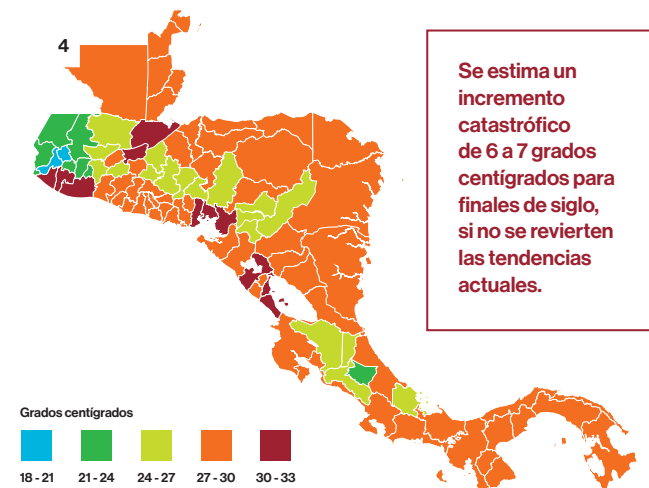 4
Se estima un
incremento
catastrófico
de 6 a 7 grados
centígrados para
finales de siglo,
si no se revierten
las tendencias
actuales.
Grados centígrados
18 - 21 21 - 24 24 - 27 27 - 30 30 - 33